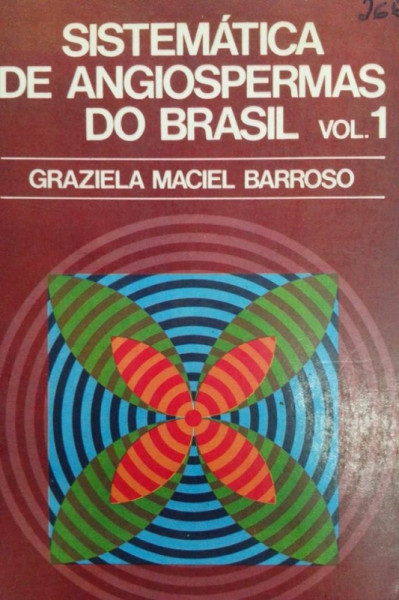 SISTEMÁTICA
DE ANGIOSPERMAS
DO BRASIL VOL.1
GRAZIELA MACIEL BARROSO